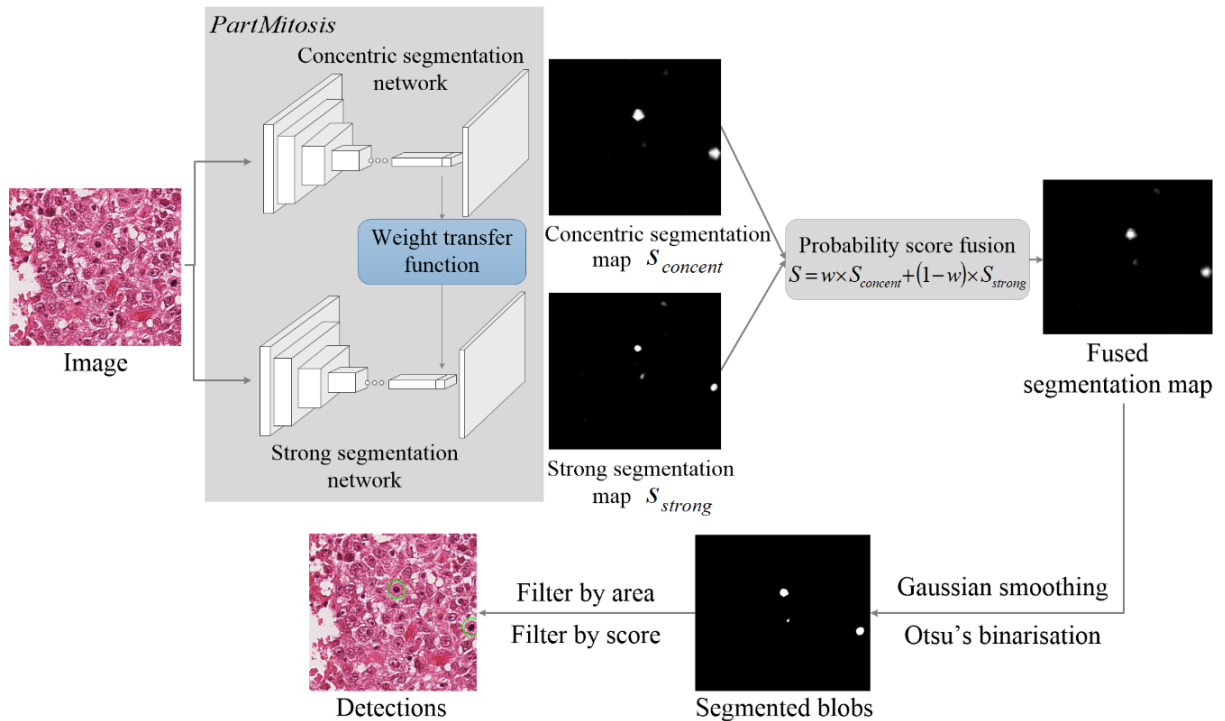 PartMitosis
Concentric segmentation
network
Weight transfer
function
Strong segmentation
network
Image
Concentric segmentation
map S_concent
Strong segmentation
map S_strong
Probability score fusion
S = w × S_concent + (1 − w) × S_strong
Fused
segmentation map
Gaussian smoothing
Otsu's binarisation
Segmented blobs
Filter by area
Filter by score
Detections